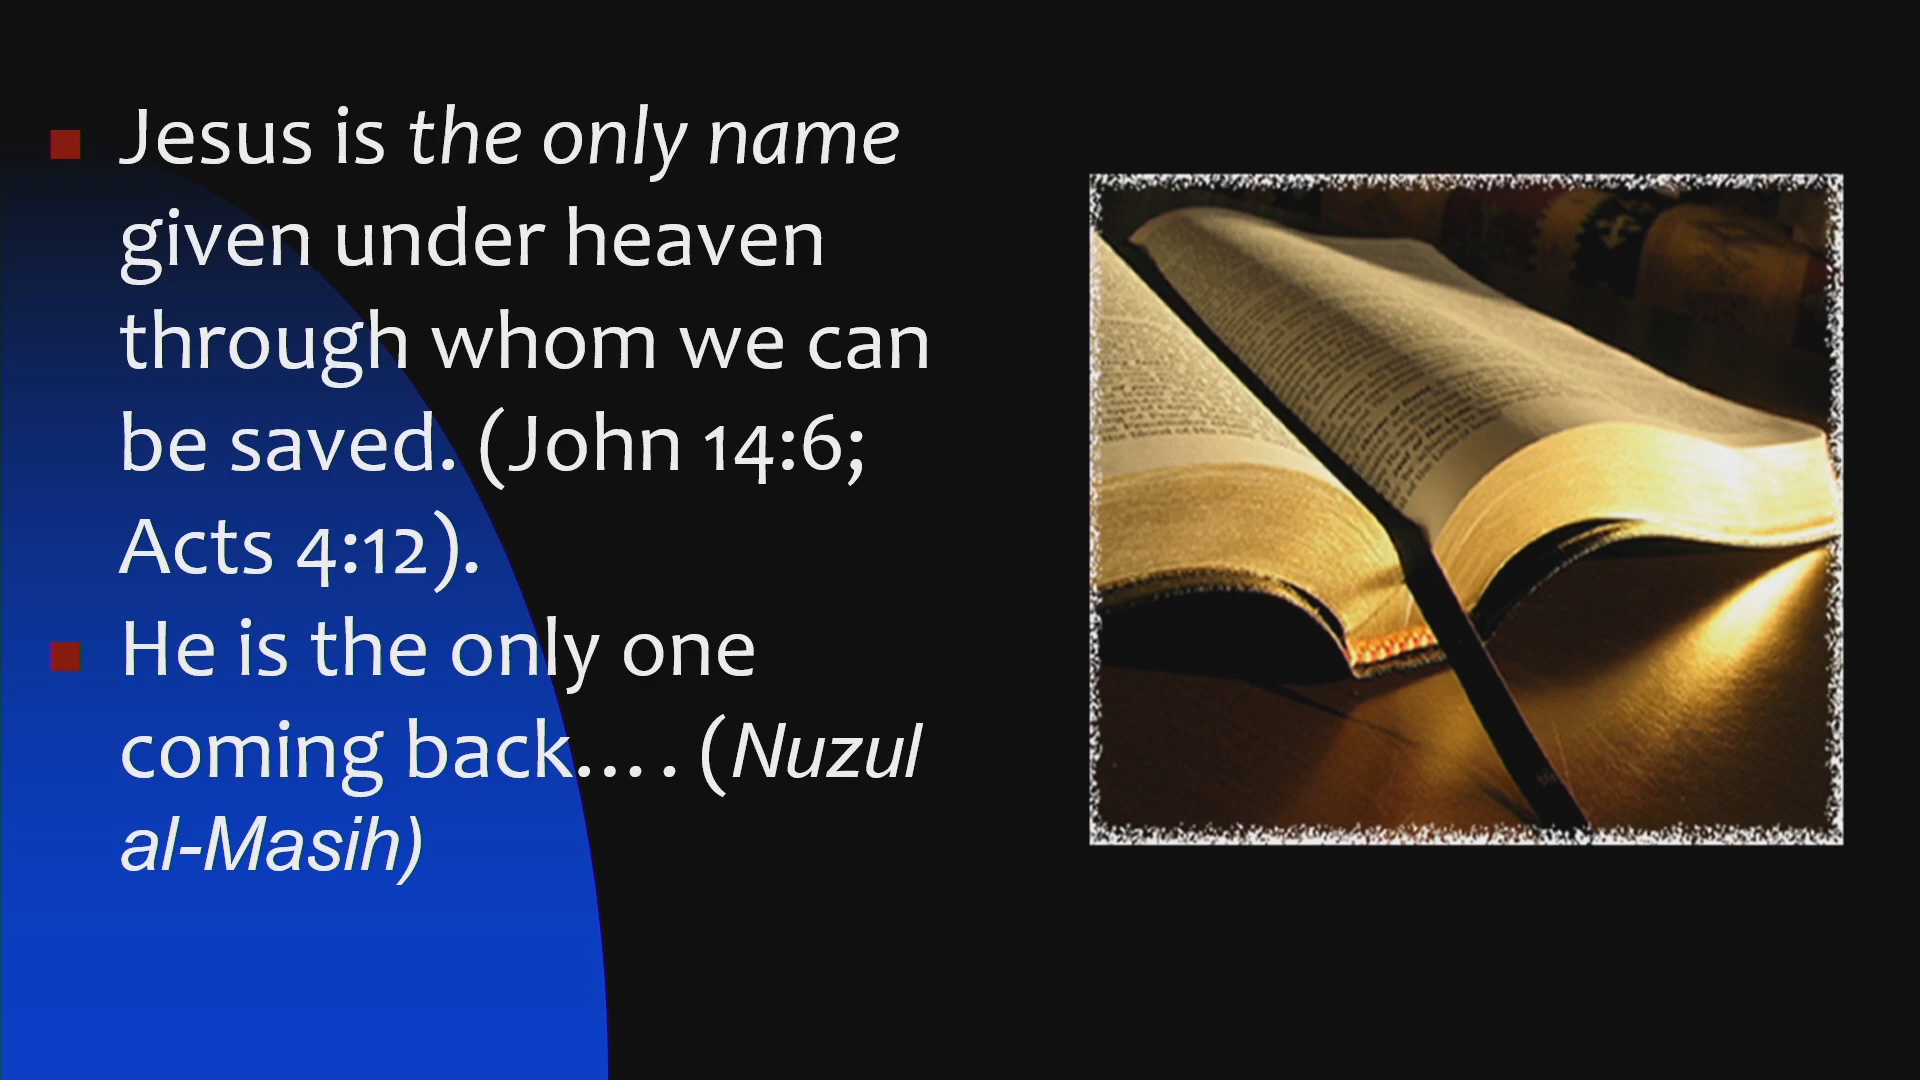 Jesus is the only name
given under heaven
through whom we can
be saved. (John 14:6;
Acts 4:12).
He is the only one
coming back…. (Nuzul
al-Masih)